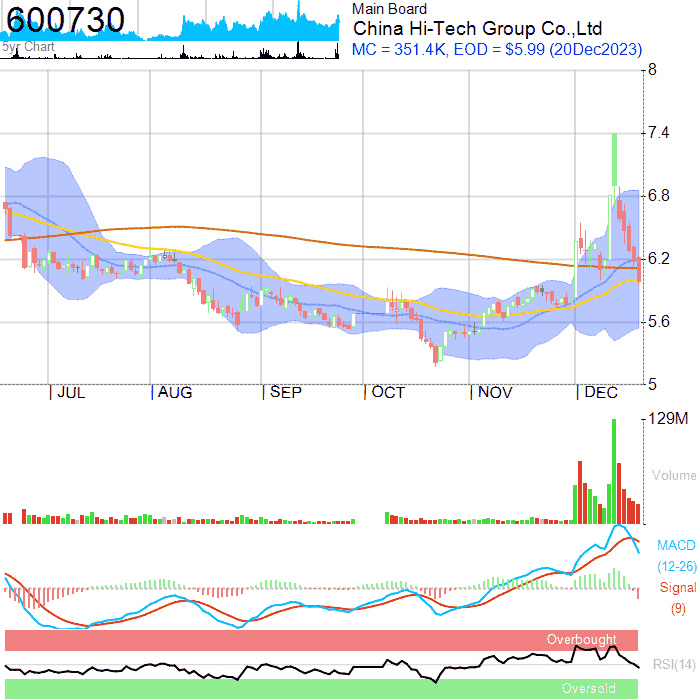 600730
5yr Chart
Main Board
China Hi-Tech Group Co.,Ltd
MC = 351.4K, EOD = $5.99 (20Dec2023)
8
7.4
6.8
6.2
5.6
5
JUL AUG SEP OCT NOV DEC
129M
Volume
MACD
(12-26)
Signal
(9)
Overbought
RSI(14)
Oversold